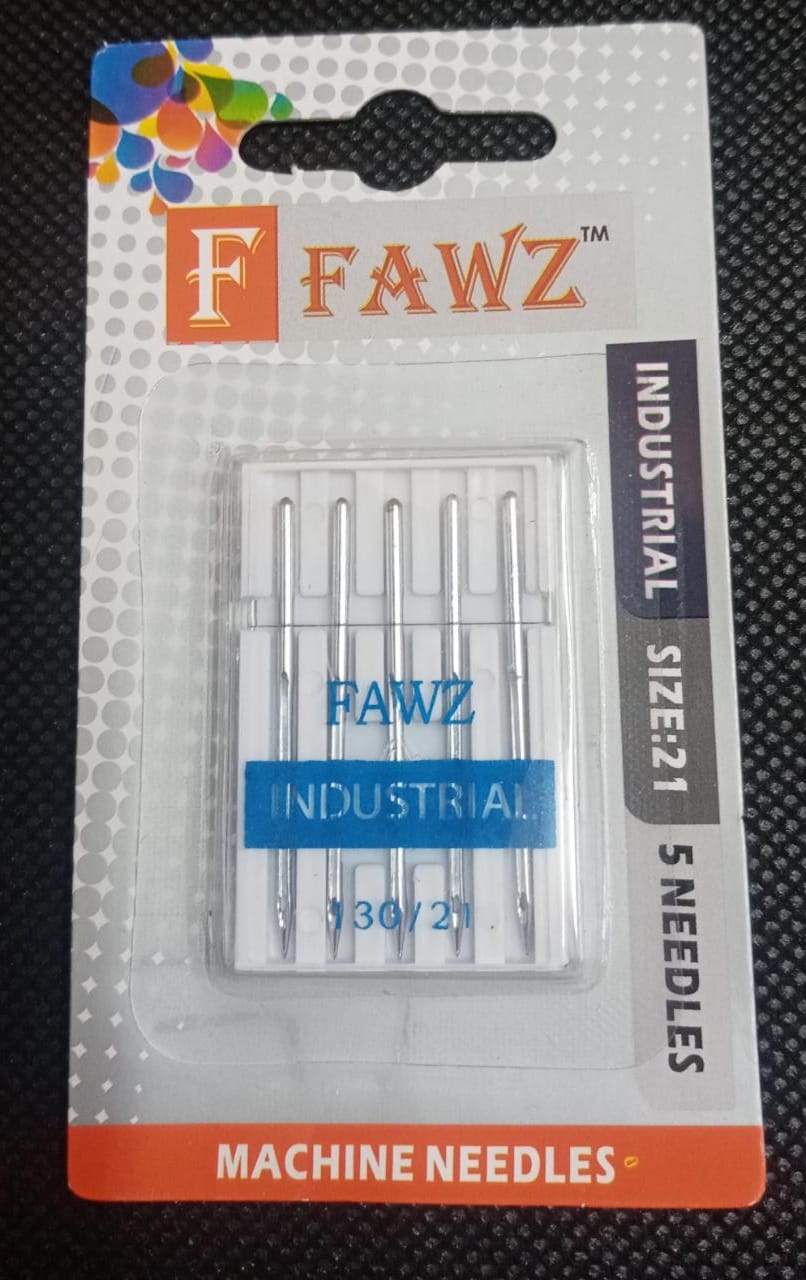 F FAWZ™
INDUSTRIAL
SIZE:21
5 NEEDLES
FAWZ
INDUSTRIAL
130/21
MACHINE NEEDLES